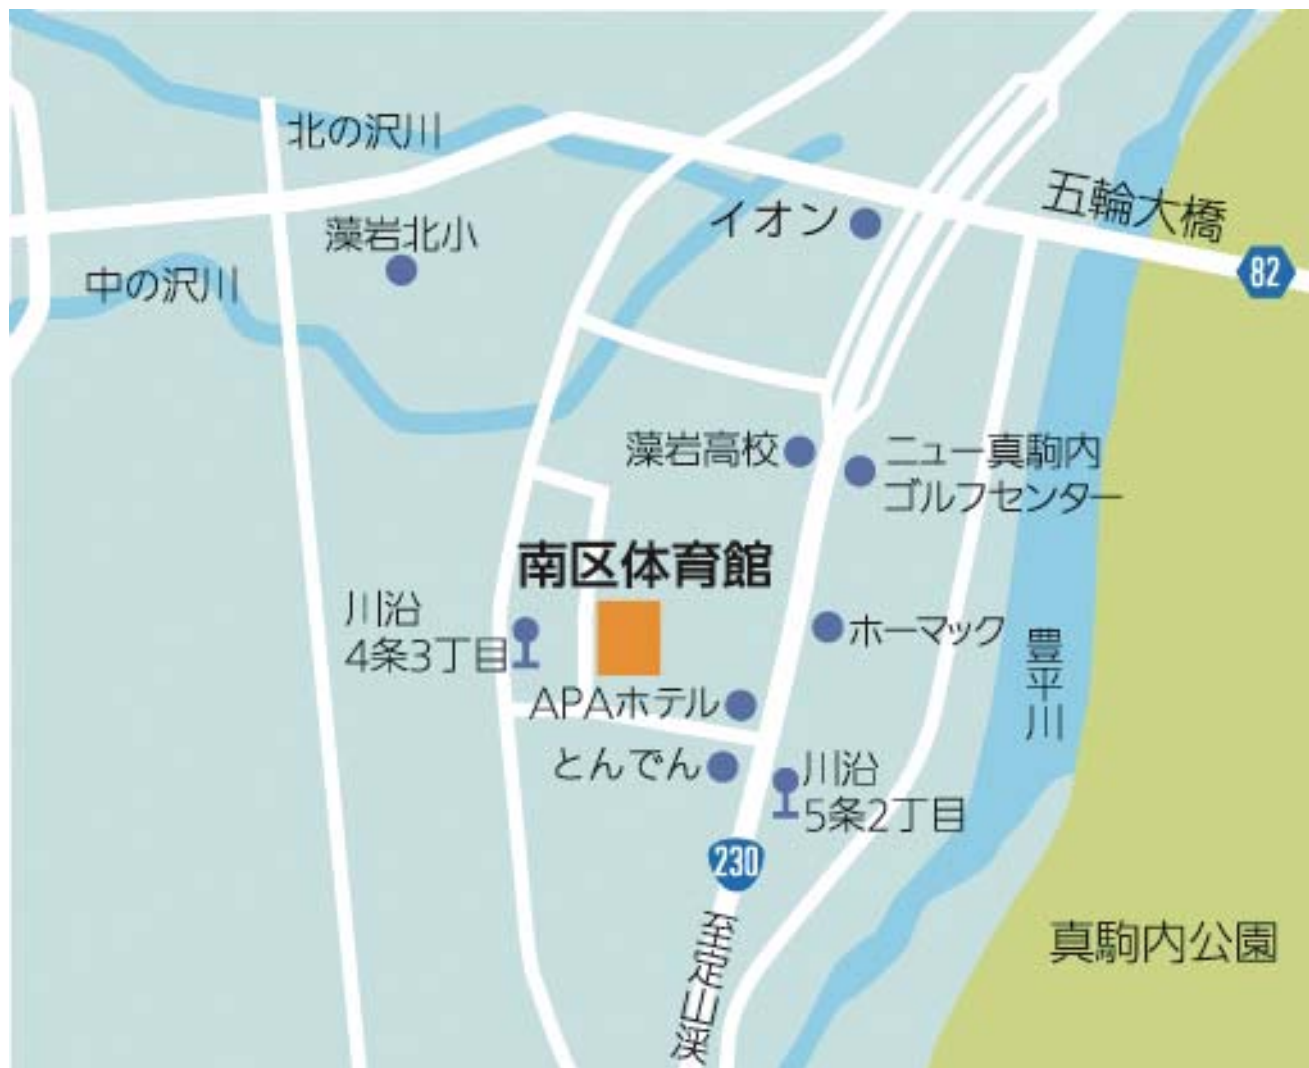 北の沢川
五輪大橋
イオン
藻岩北小
82
中の沢川
藻岩高校
ニュー真駒内
ゴルフセンター
南区体育館
川沿
4条3丁目
ホーマック
豊平川
APAホテル
とんでん
川沿
5条2丁目
230
至定山渓
真駒内公園